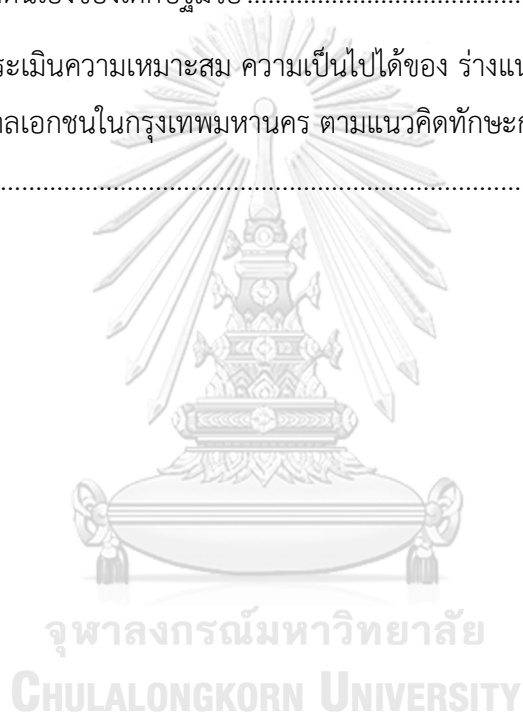 ระเมินความเหมาะสม ความเป็นไปได้ของ ร่างแน
าลเอกชนในกรุงเทพมหานคร ตามแนวคิดทักษะก
....................................................................................................
จุฬาลงกรณ์มหาวิทยาลัย
CHULALONGKORN UNIVERSITY